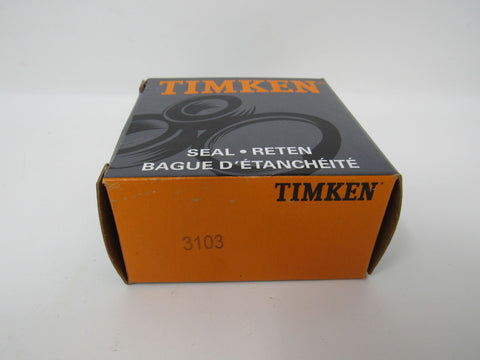 TIMKEN
SEAL • RETEN
BAGUE D'ÉTANCHÉITÉ
TIMKEN
3103